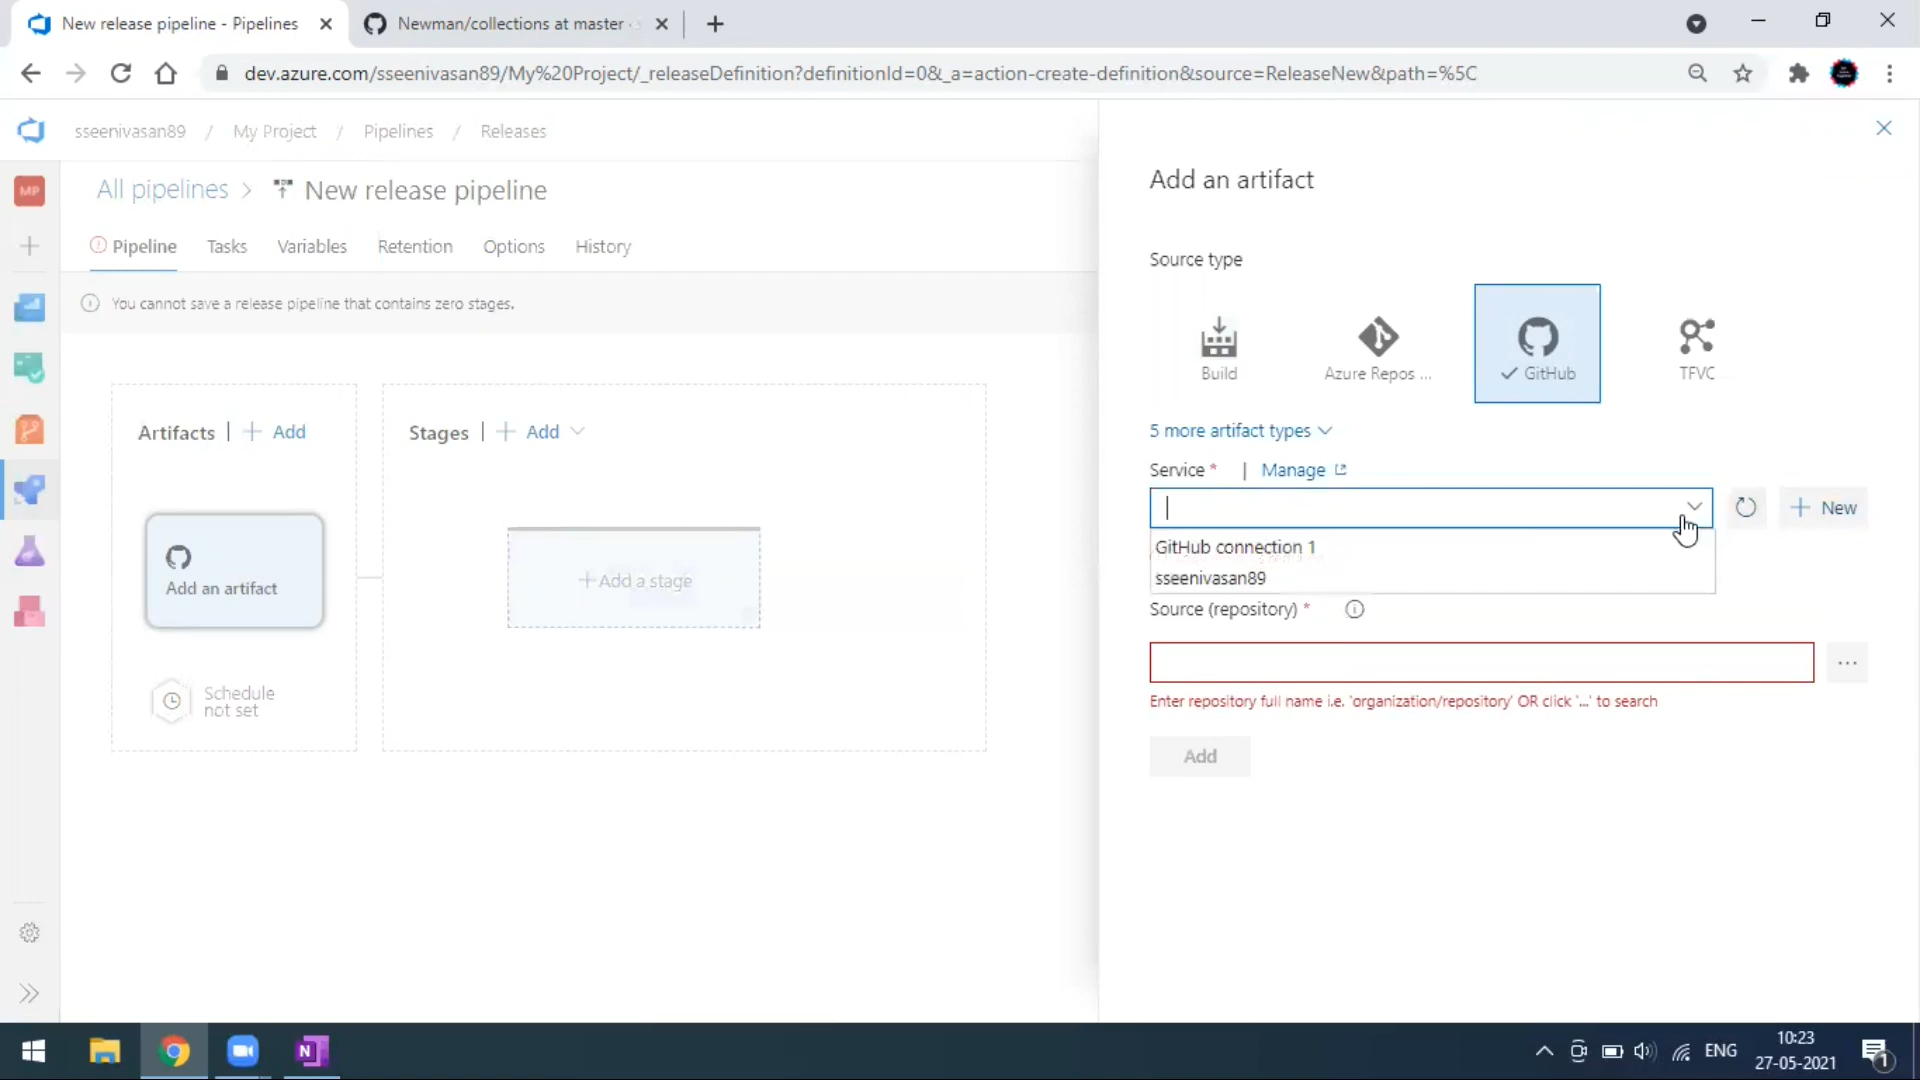 New release pipeline - Pipelines
Newman/collections at master
dev.azure.com/sseenivasan89/My%20Project/_releaseDefinition?definitionId=0&_a=action-create-definition&source=ReleaseNew&path=%5C
sseenivasan89 / My Project / Pipelines / Releases
Add an artifact
MP
All pipelines > New release pipeline
Pipeline Tasks Variables Retention Options History
Source type
You cannot save a release pipeline that contains zero stages.
Build
Azure Repos ...
GitHub
TFVC
Artifacts | + Add
Stages | + Add
5 more artifact types
Service * | Manage
+ New
GitHub connection 1
sseenivasan89
Add an artifact
+ Add a stage
Source (repository) *
...
Enter repository full name i.e. 'organization/repository' OR click '...' to search
Schedule
not set
Add
N
ENG
10:23
27-05-2021
1